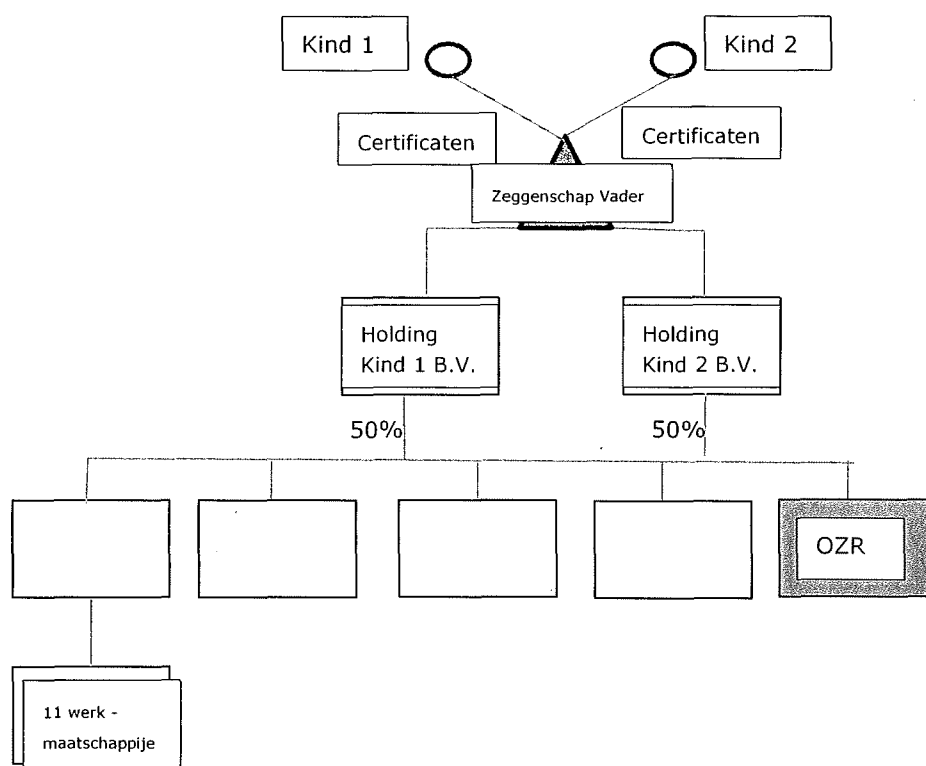 Kind 1
Kind 2
Certificaten
Certificaten
Zeggenschap Vader
Holding
Kind 1 B.V.
Holding
Kind 2 B.V.
50%
50%
OZR
11 werk -
maatschappije